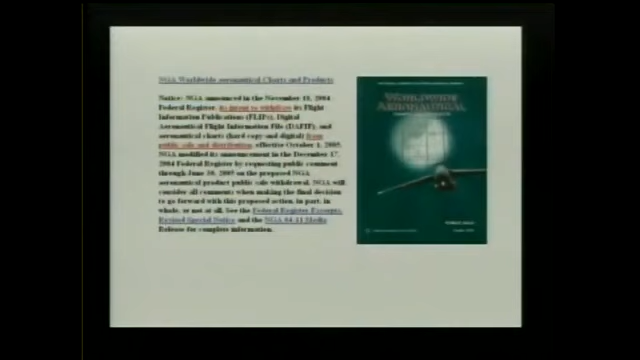 NGA Worldwide aeronautical Charts and Products
Notice: NGA announced in the November 18, 2004
Federal Register, its intent to withdraw its Flight
Information Publications (FLIPs), Digital
Aeronautical Flight Information File (DAFIF), and
aeronautical charts (hard copy and digital) from
public sale and distribution, effective October 1, 2005.
NGA modified its announcement in the December 17,
2004 Federal Register by requesting public comment
through June 30, 2005 on the proposed NGA
aeronautical product public sale withdrawal. NGA will
consider all comments when making the final decision
to go forward with this proposed action, in part, in
whole, or not at all. See the Federal Register Excerpts,
Revised Special Notice and the NGA 04-11 Media
Release for complete information.
WORLDWIDE
AERONAUTICAL